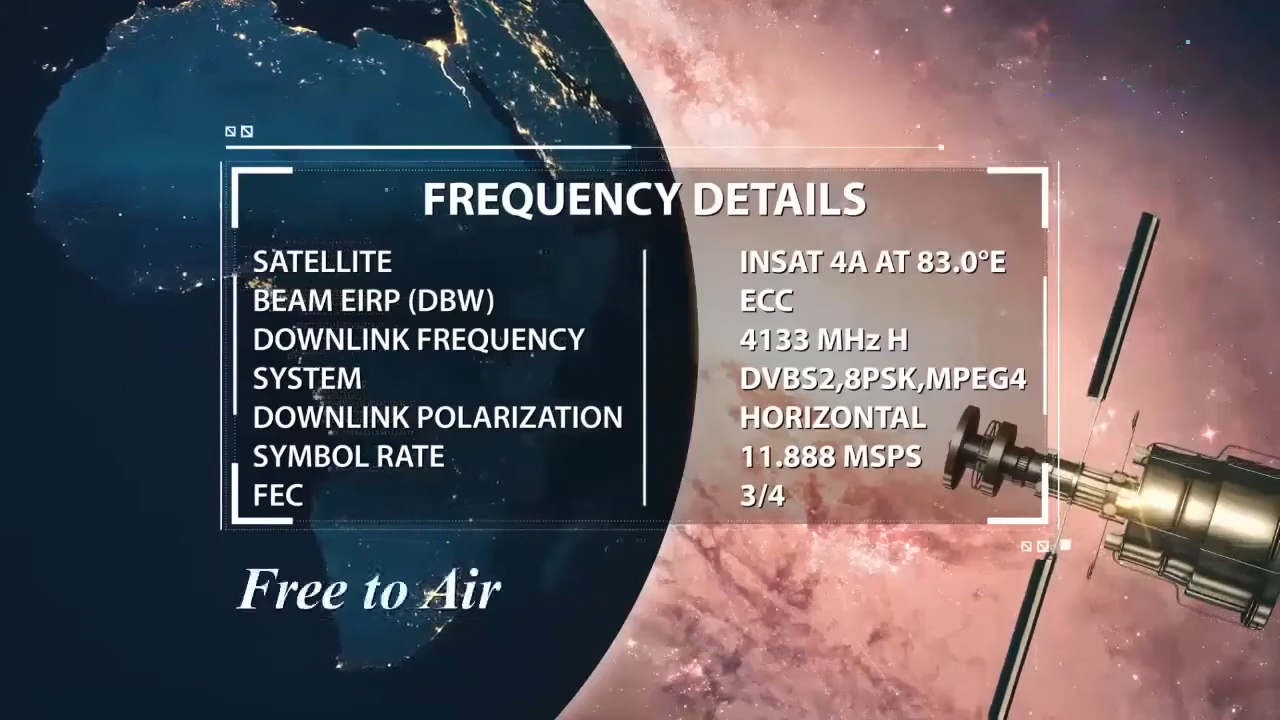 FREQUENCY DETAILS
SATELLITE INSAT 4A AT 83.0°E
BEAM EIRP (DBW) ECC
DOWNLINK FREQUENCY 4133 MHz H
SYSTEM DVBS2,8PSK,MPEG4
DOWNLINK POLARIZATION HORIZONTAL
SYMBOL RATE 11.888 MSPS
FEC 3/4
Free to Air